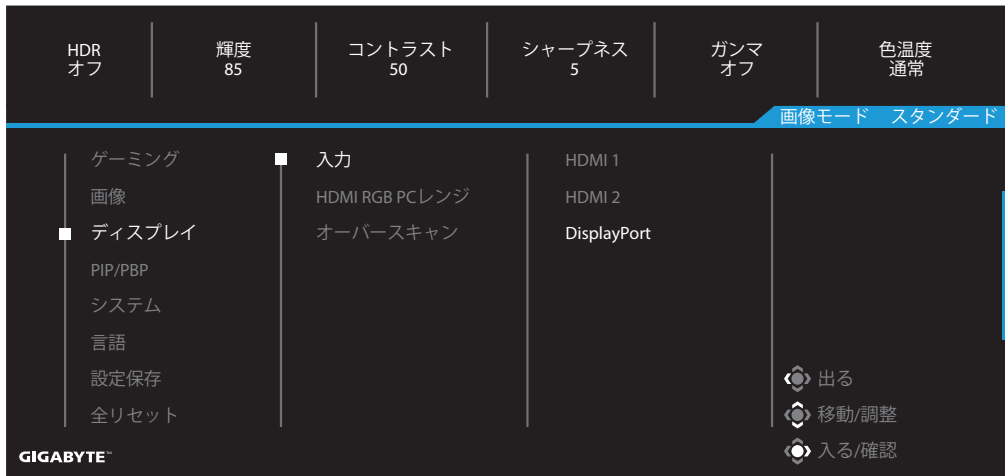 HDR
オフ
輝度
85
コントラスト
50
シャープネス
5
ガンマ
オフ
色温度
通常
画像モード スタンダード
ゲーミング
画像
ディスプレイ
PIP/PBP
システム
言語
設定保存
全リセット
入力
HDMI RGB PCレンジ
オーバースキャン
HDMI 1
HDMI 2
DisplayPort
出る
移動/調整
入る/確認
GIGABYTE™